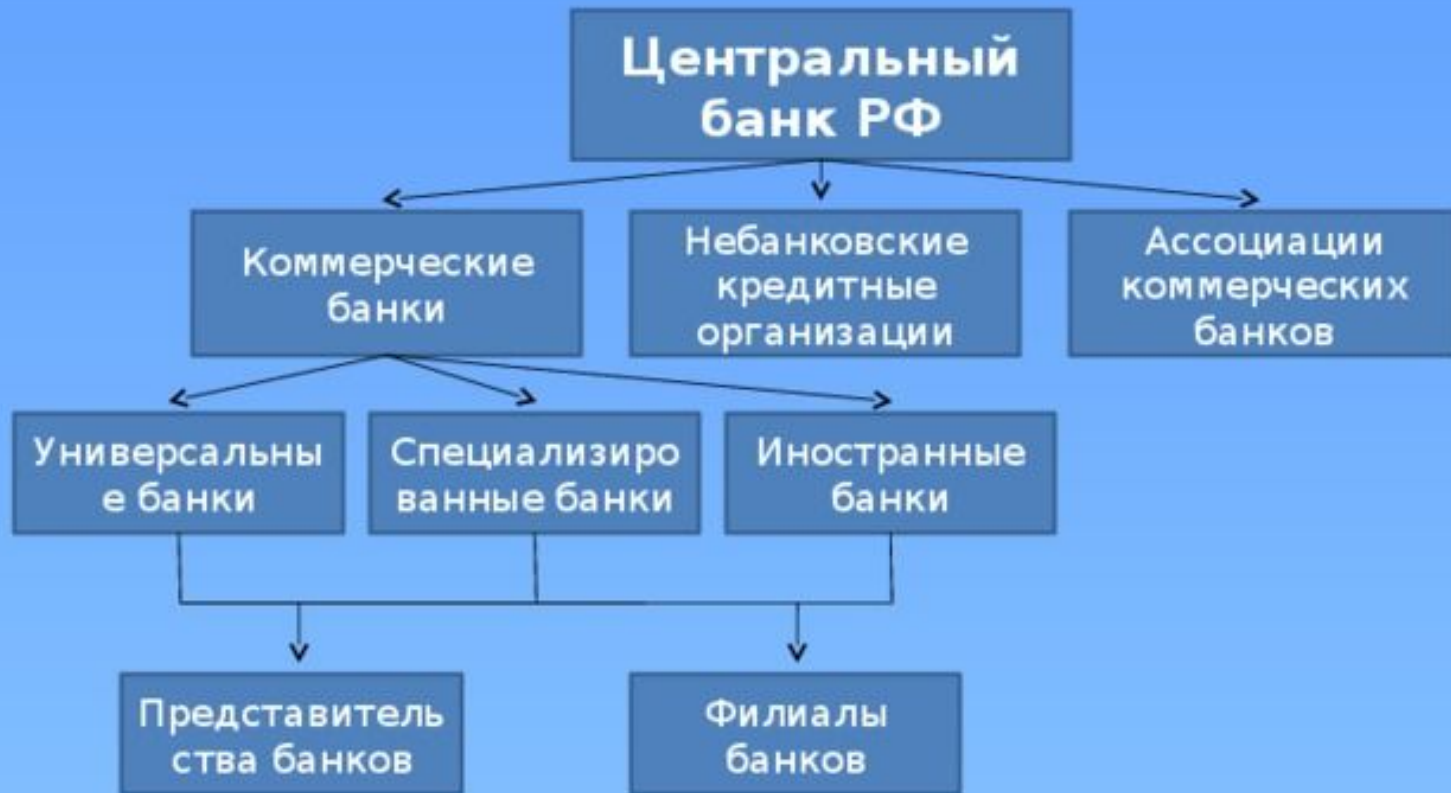 Центральный
банк РФ
Коммерческие
банки
Небанковские
кредитные
организации
Ассоциации
коммерческих
банков
Универсальны
е банки
Специализиро
ванные банки
Иностранные
банки
Представитель
ства банков
Филиалы
банков